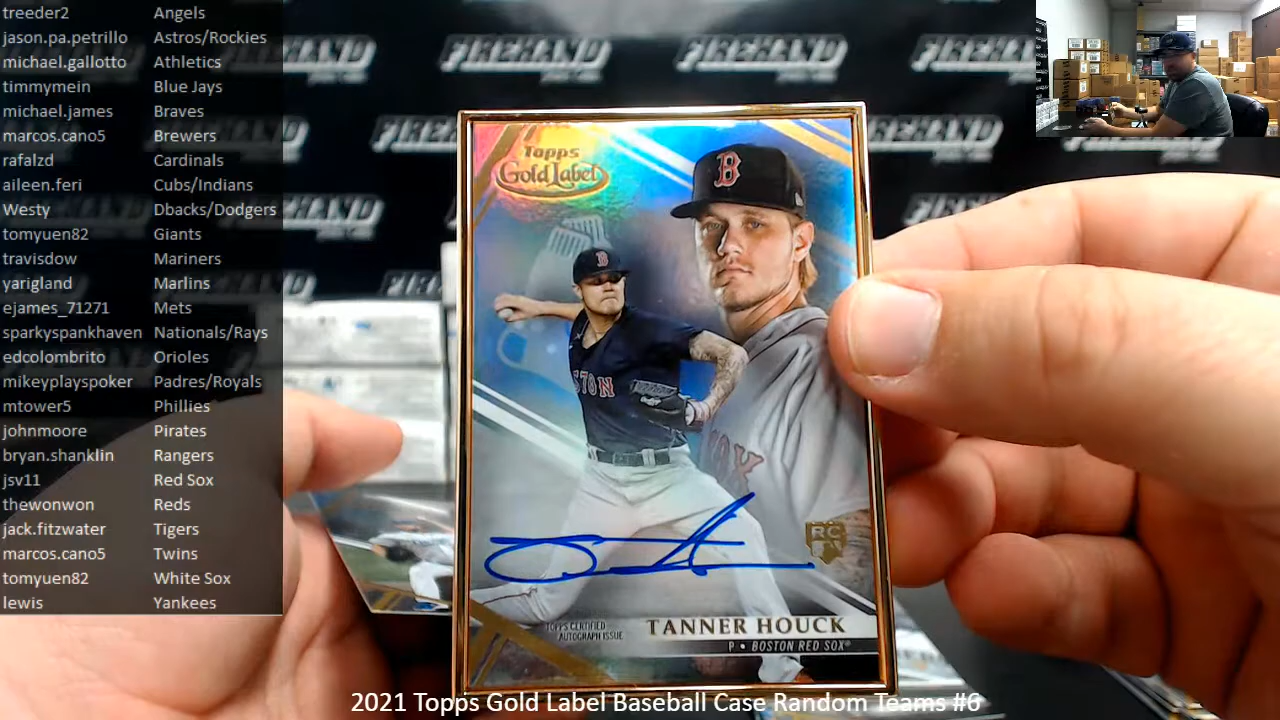 treeder2 Angels
jason.pa.petrillo Astros/Rockies
michael.gallotto Athletics
timmymein Blue Jays
michael.james Braves
marcos.cano5 Brewers
rafalzd Cardinals
aileen.feri Cubs/Indians
Westy Dbacks/Dodgers
tomyuen82 Giants
travisdow Mariners
yarigland Marlins
ejames_71271 Mets
sparkyspankhaven Nationals/Rays
edcolombrito Orioles
mikeyplayspoker Padres/Royals
mtower5 Phillies
johnmoore Pirates
bryan.shanklin Rangers
jsv11 Red Sox
thewonwon Reds
jack.fitzwater Tigers
marcos.cano5 Twins
tomyuen82 White Sox
lewis Yankees
FIREHAND FIREHAND FIREHAND FIREHAND
FIREHAND
Topps
Gold Label
B
B
RC
TOPPS CERTIFIED
AUTOGRAPH ISSUE
TANNER HOUCK
P • BOSTON RED SOX
2021 Topps Gold Label Baseball Case Random Teams #6